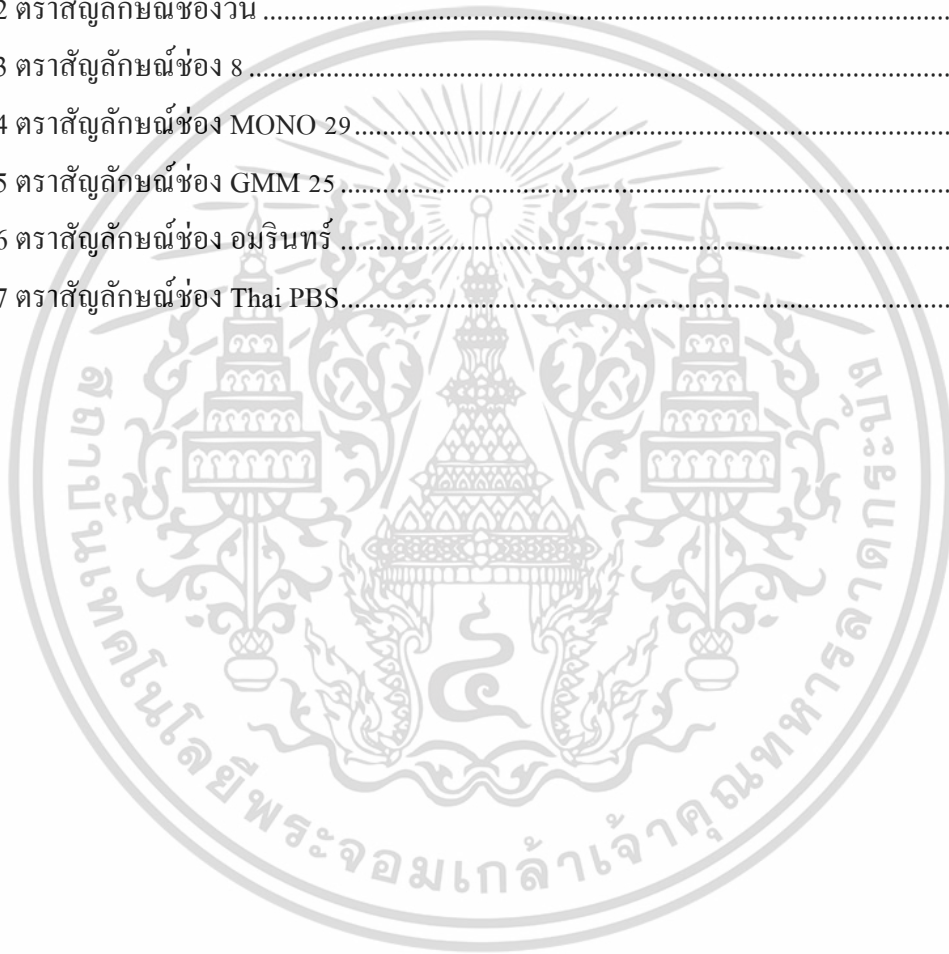 2 ตราสัญลักษณ์ช่องวัน
3 ตราสัญลักษณ์ช่อง 8
4 ตราสัญลักษณ์ช่อง MONO 29
5 ตราสัญลักษณ์ช่อง GMM 25
6 ตราสัญลักษณ์ช่อง อมรินทร์
7 ตราสัญลักษณ์ช่อง Thai PBS
สถาบันเทคโนโลยีพระจอมเกล้าเจ้าคุณทหารลาดกระบัง
๔